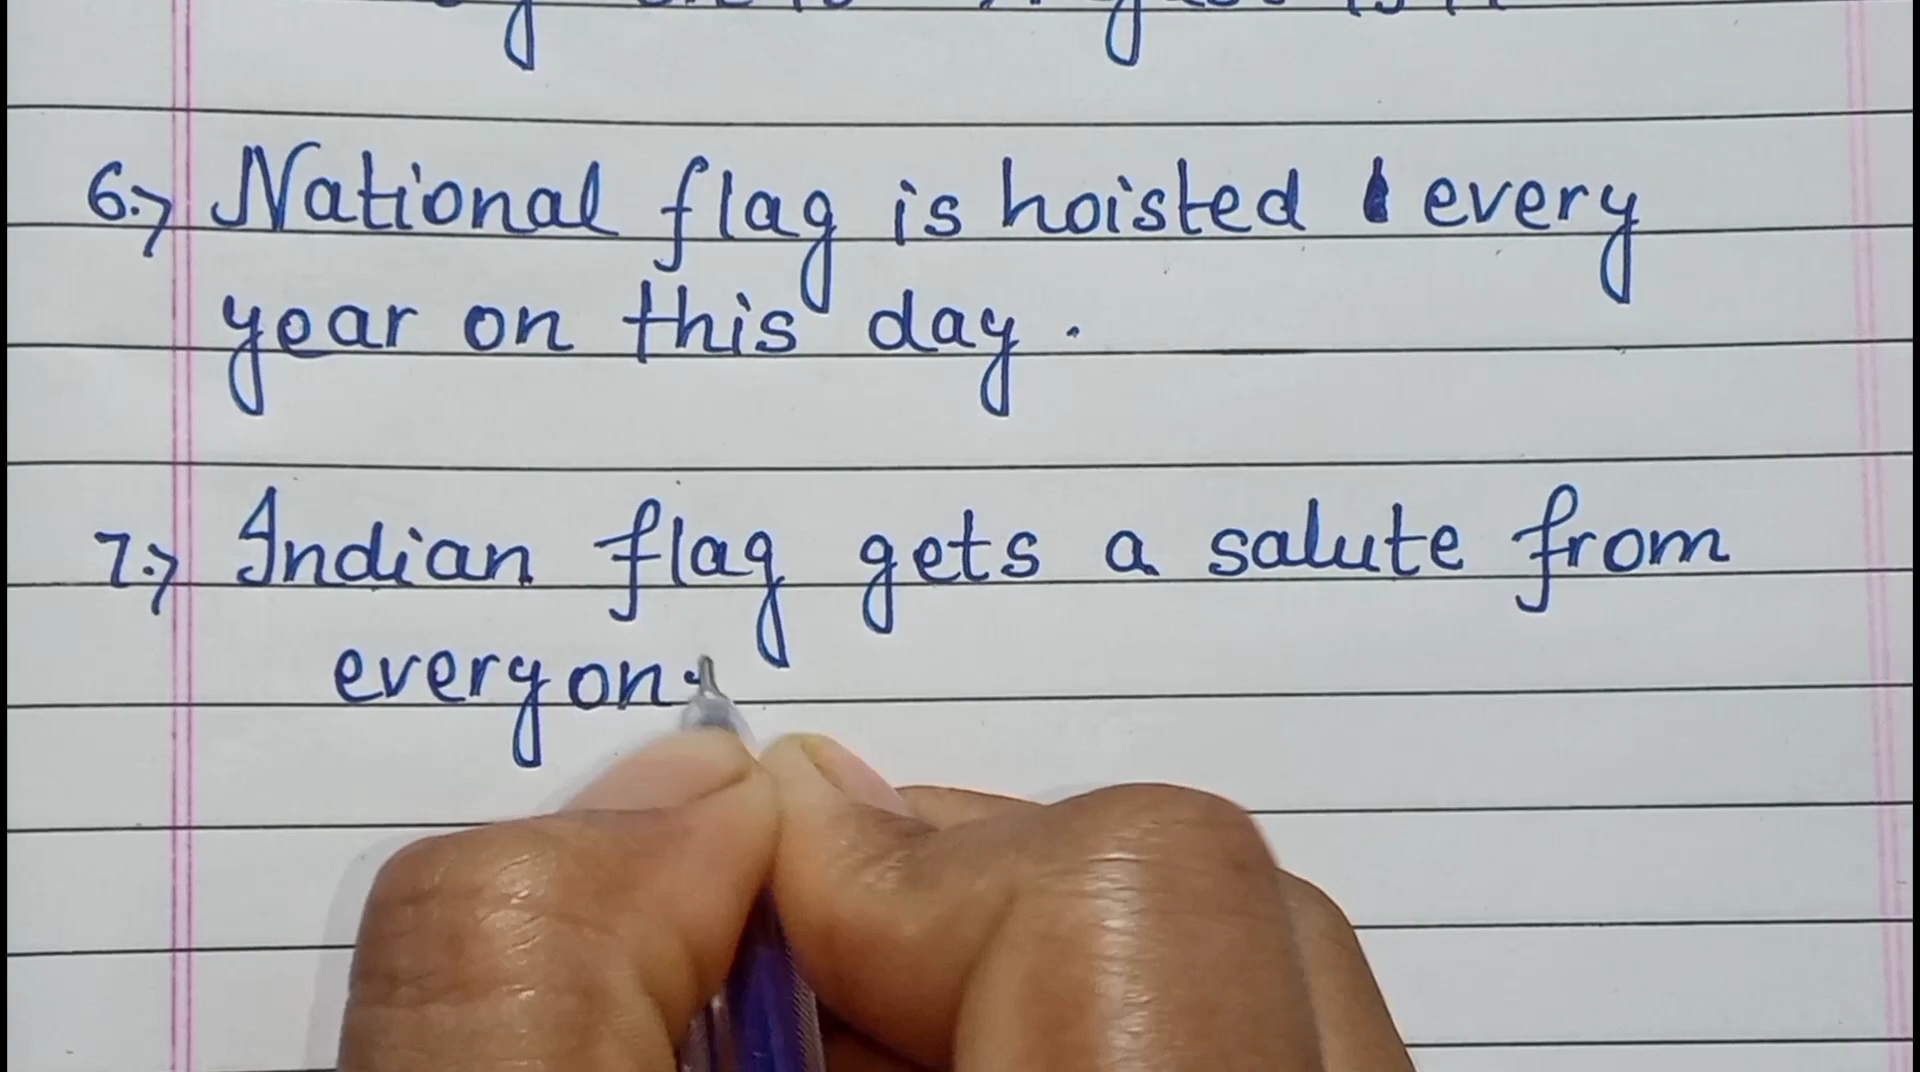 6.) National flag is hoisted every
year on this day.
7.) Indian flag gets a salute from
everyon